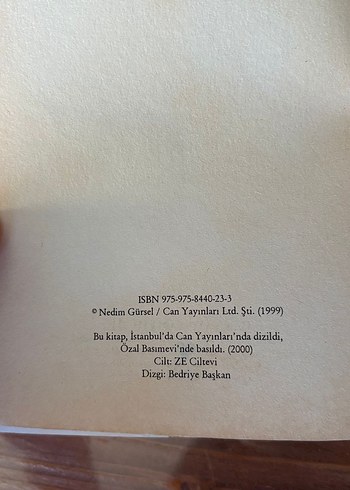 ISBN 975-975-8440-23-3
© Nedim Gürsel / Can Yayınları Ltd. Şti. (1999)
Bu kitap, İstanbul'da Can Yayınları'nda dizildi,
Özal Basımevi'nde basıldı. (2000)
Cilt: ZE Ciltevi
Dizgi: Bedriye Başkan